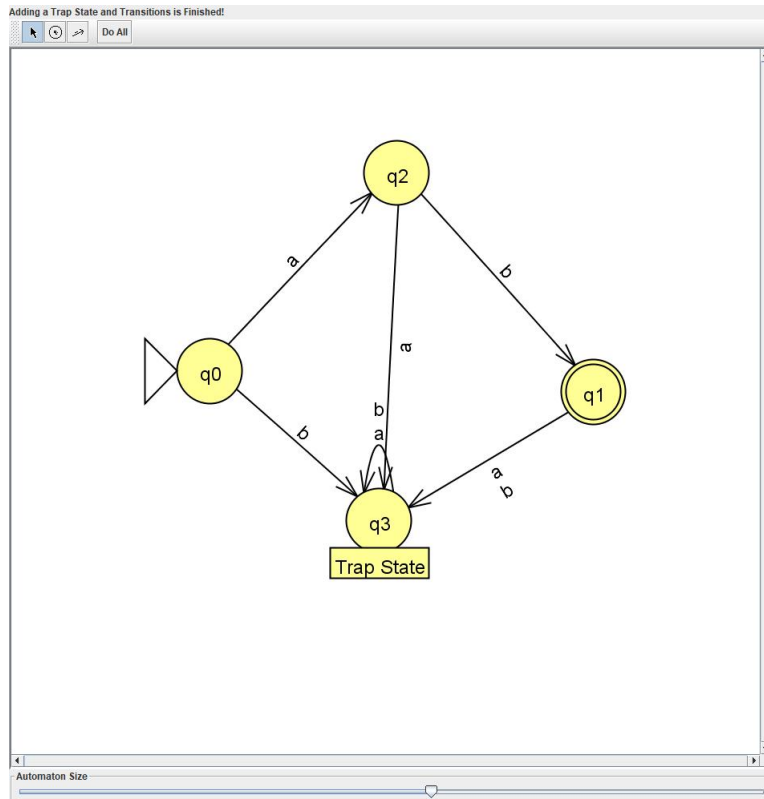 Adding a Trap State and Transitions is Finished!
Do All
q2
a
b
a
q0
q1
b
b
a
a
b
q3
Trap State
Automaton Size